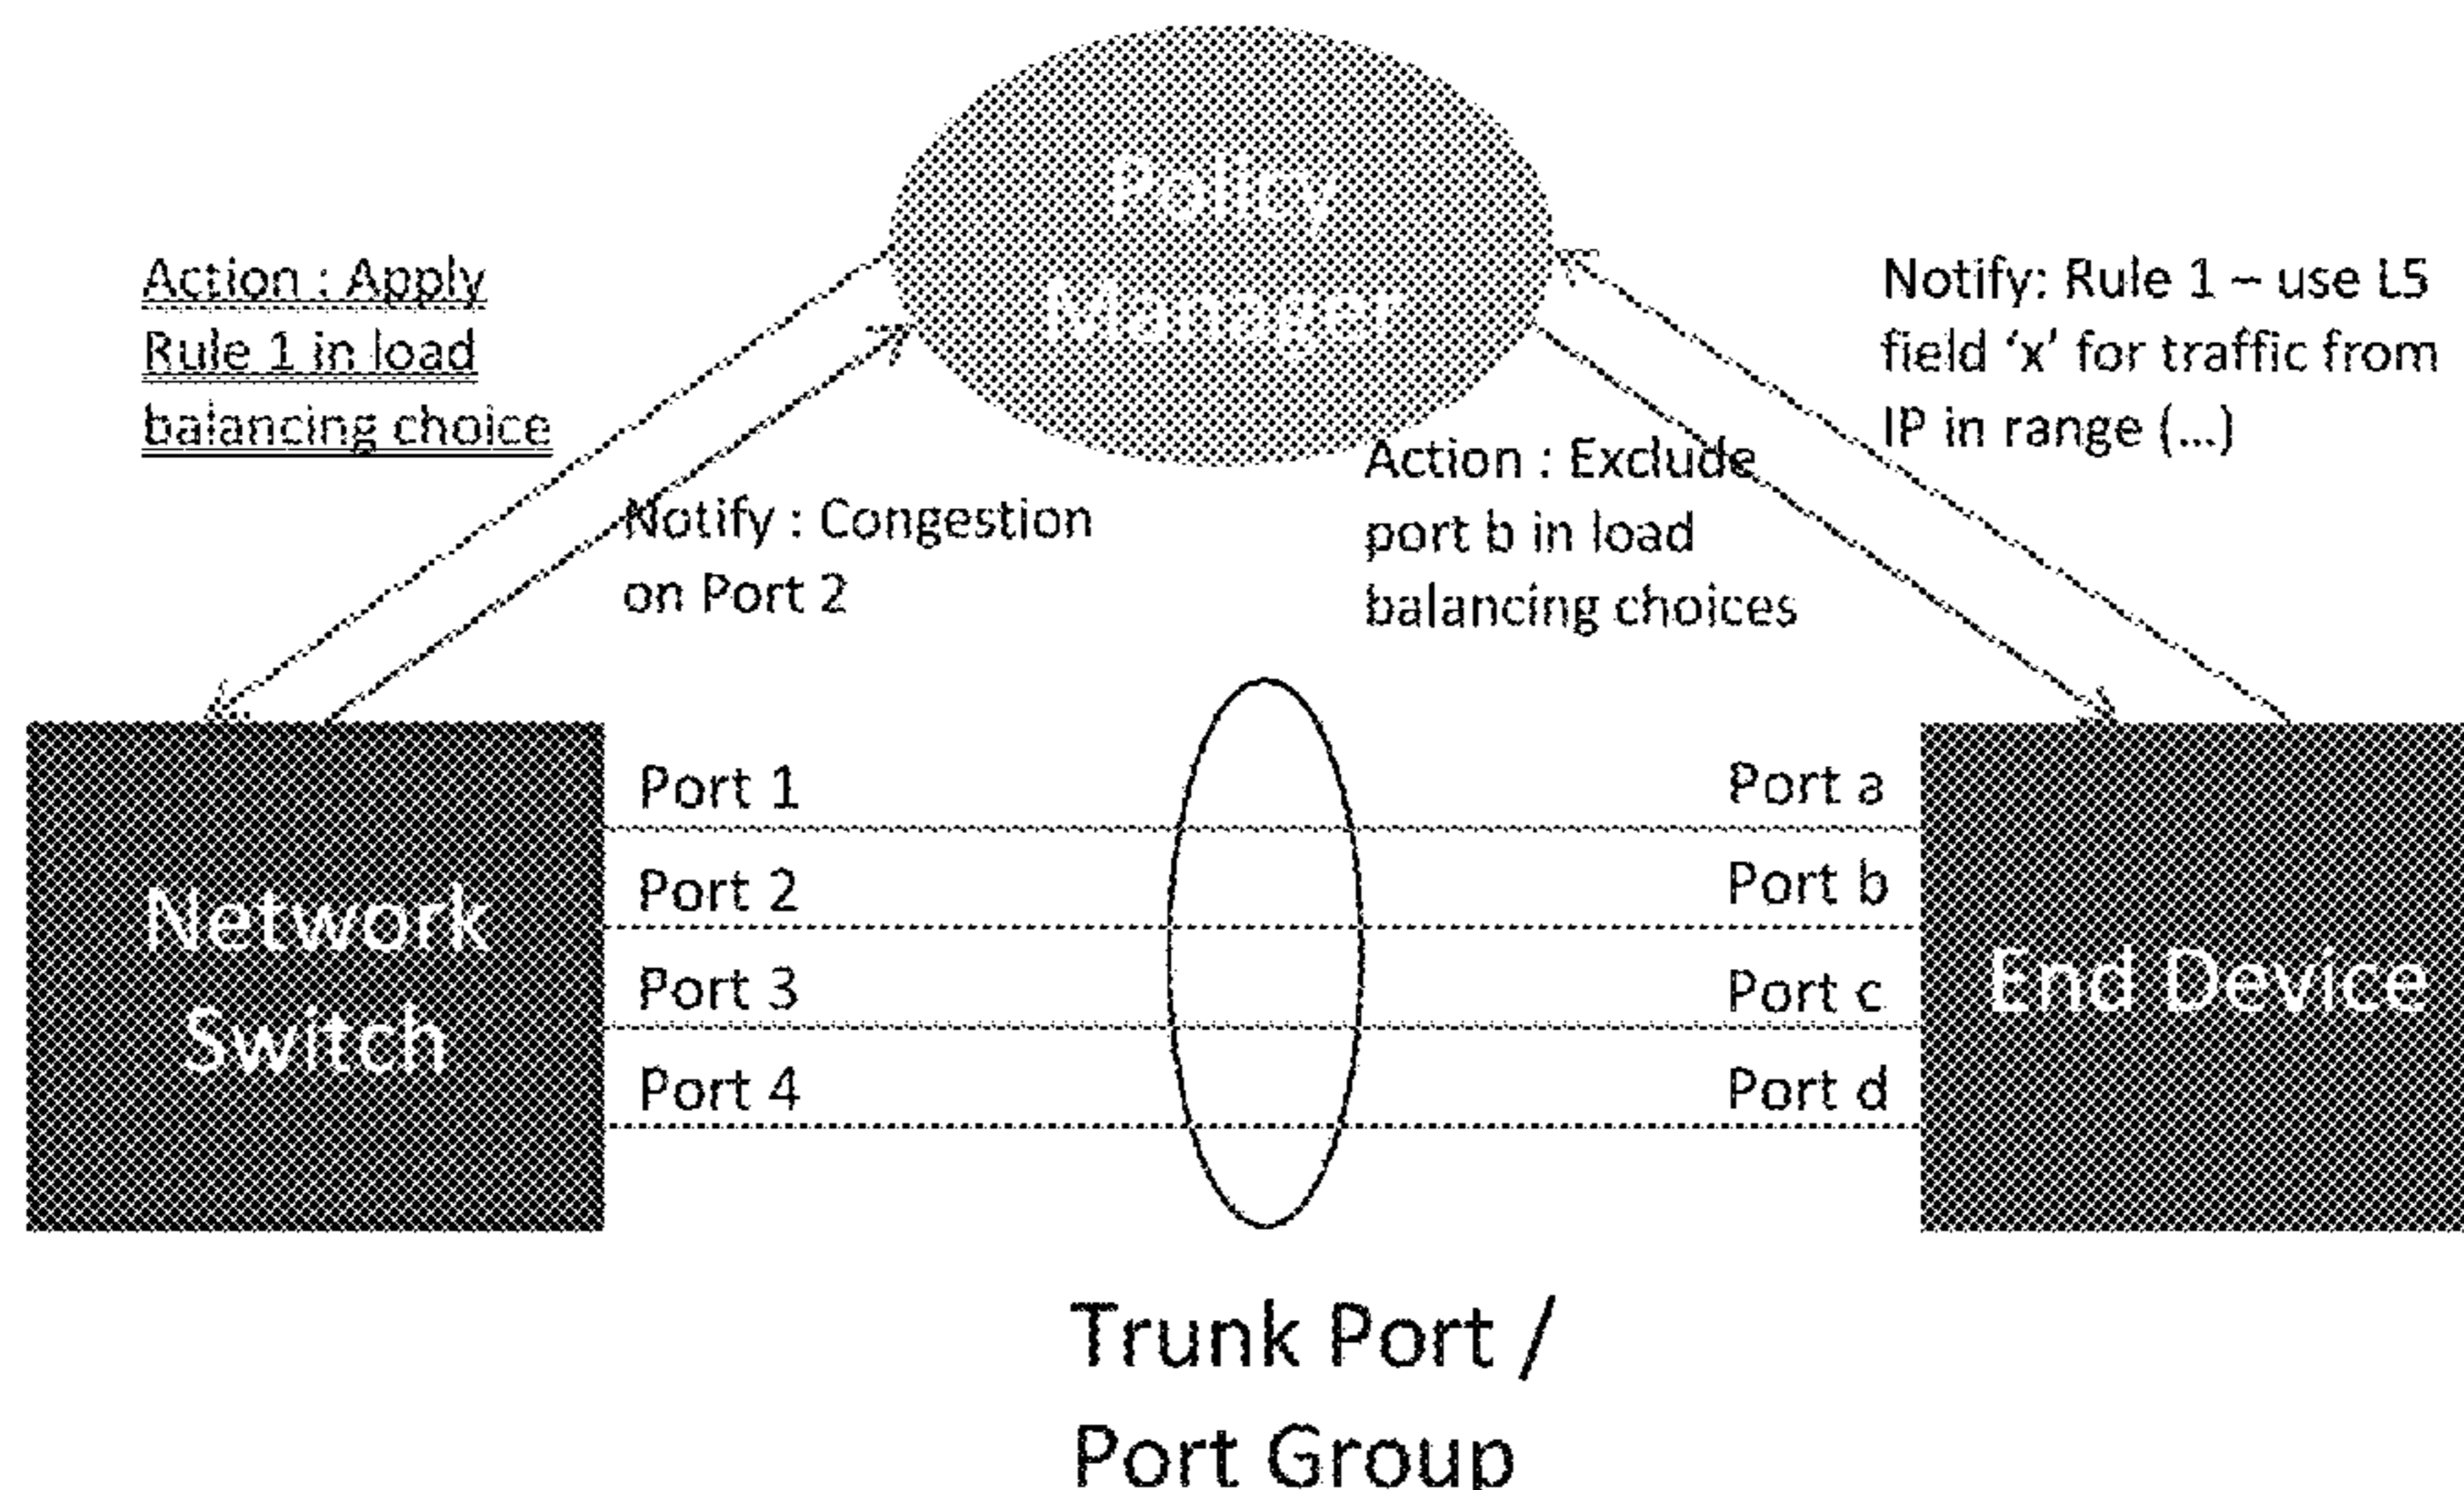 Policy
Manager
Action : Apply
Rule 1 in load
balancing choice
Notify : Congestion
on Port 2
Action : Exclude
port b in load
balancing choices
Notify: Rule 1 – use L5
field ‘x’ for traffic from
IP in range (...)
Network
Switch
Port 1
Port 2
Port 3
Port 4
Port a
Port b
Port c
Port d
End Device
Trunk Port /
Port Group